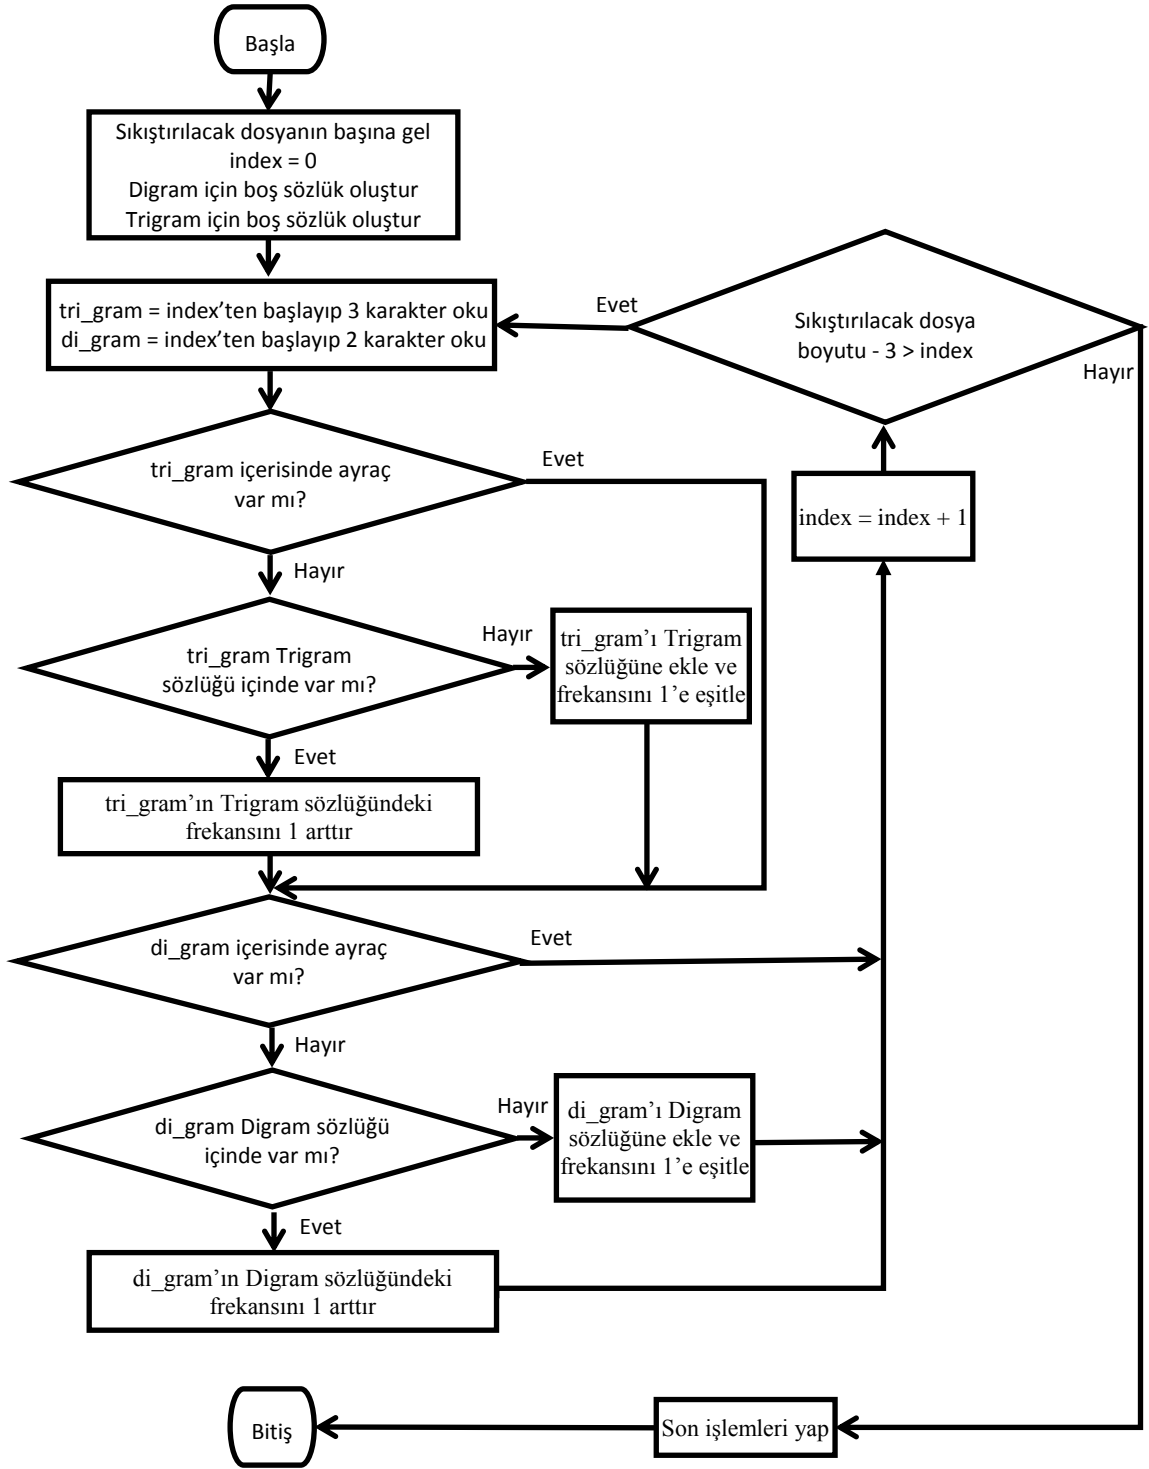 Başla
Sıkıştırılacak dosyanın başına gel
index = 0
Digram için boş sözlük oluştur
Trigram için boş sözlük oluştur
tri_gram = index’ten başlayıp 3 karakter oku
di_gram = index’ten başlayıp 2 karakter oku
Evet
Sıkıştırılacak dosya
boyutu - 3 > index
Hayır
tri_gram içerisinde ayraç
var mı?
Evet
index = index + 1
Hayır
tri_gram Trigram
sözlüğü içinde var mı?
Hayır
tri_gram’ı Trigram
sözlüğüne ekle ve
frekansını 1’e eşitle
Evet
tri_gram’ın Trigram sözlüğündeki
frekansını 1 arttır
di_gram içerisinde ayraç
var mı?
Evet
Hayır
di_gram Digram sözlüğü
içinde var mı?
Hayır
di_gram’ı Digram
sözlüğüne ekle ve
frekansını 1’e eşitle
Evet
di_gram’ın Digram sözlüğündeki
frekansını 1 arttır
Son işlemleri yap
Bitiş